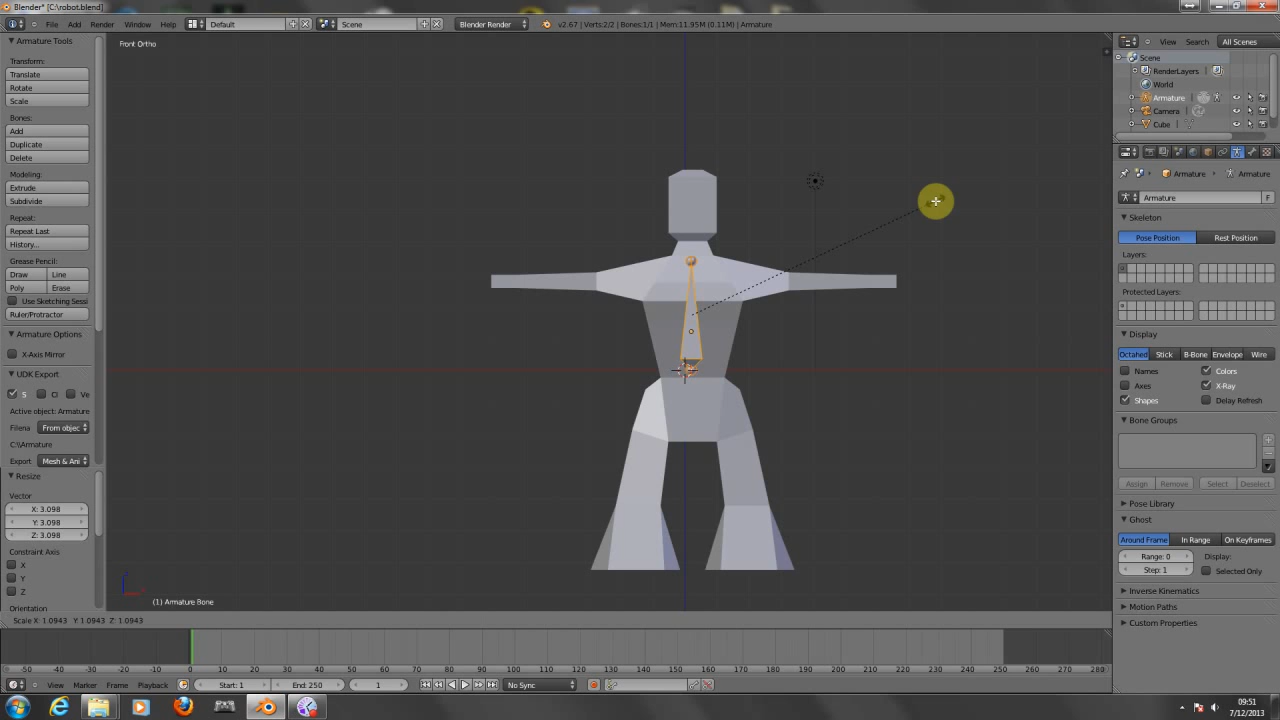 Blender* [C:\robot.blend]
File Add Render Window Help Default Scene Blender Render v2.67 | Verts:2/2 | Bones:1/1 | Mem:11.95M (0.11M) | Armature
Armature Tools
Transform:
Translate
Rotate
Scale
Bones:
Add
Duplicate
Delete
Modeling:
Extrude
Subdivide
Repeat:
Repeat Last
History...
Grease Pencil:
Draw Line
Poly Erase
Use Sketching Sessi
Ruler/Protractor
Armature Options
X-Axis Mirror
UDK Export
S Cl Ve
Active object: Armature
Filena From objec
C:\\Armature
Export Mesh & Ani
Resize
Vector
X: 3.098
Y: 3.098
Z: 3.098
Constraint Axis
X
Y
Z
Orientation
Front Ortho
(1) Armature Bone
Scale X: 1.0943 Y: 1.0943 Z: 1.0943
View Search All Scenes
Scene
RenderLayers
World
Armature
Camera
Cube
Armature Armature
Armature F
Skeleton
Pose Position Rest Position
Layers:
Protected Layers:
Display
Octahed Stick B-Bone Envelope Wire
Names Colors
Axes X-Ray
Shapes Delay Refresh
Bone Groups
Assign Remove Select Deselect
Pose Library
Ghost
Around Frame In Range On Keyframes
Range: 0 Display:
Step: 1 Selected Only
Inverse Kinematics
Motion Paths
Custom Properties
-50 -40 -30 -20 -10 0 10 20 30 40 50 60 70 80 90 100 110 120 130 140 150 160 170 180 190 200 210 220 230 240 250 260 270 280
View Marker Frame Playback Start: 1 End: 250 1 No Sync
09:51
7/12/2013